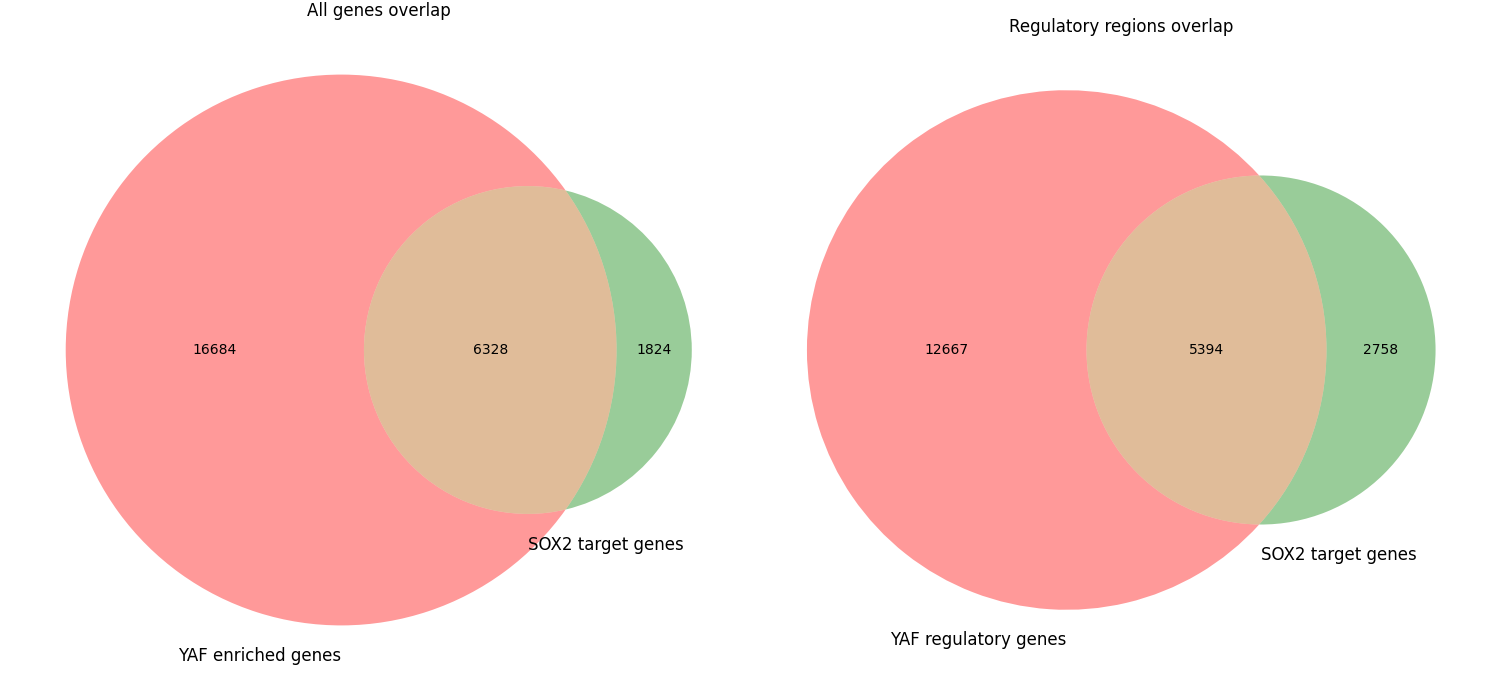 All genes overlap
16684
6328
1824
SOX2 target genes
YAF enriched genes
Regulatory regions overlap
12667
5394
2758
SOX2 target genes
YAF regulatory genes